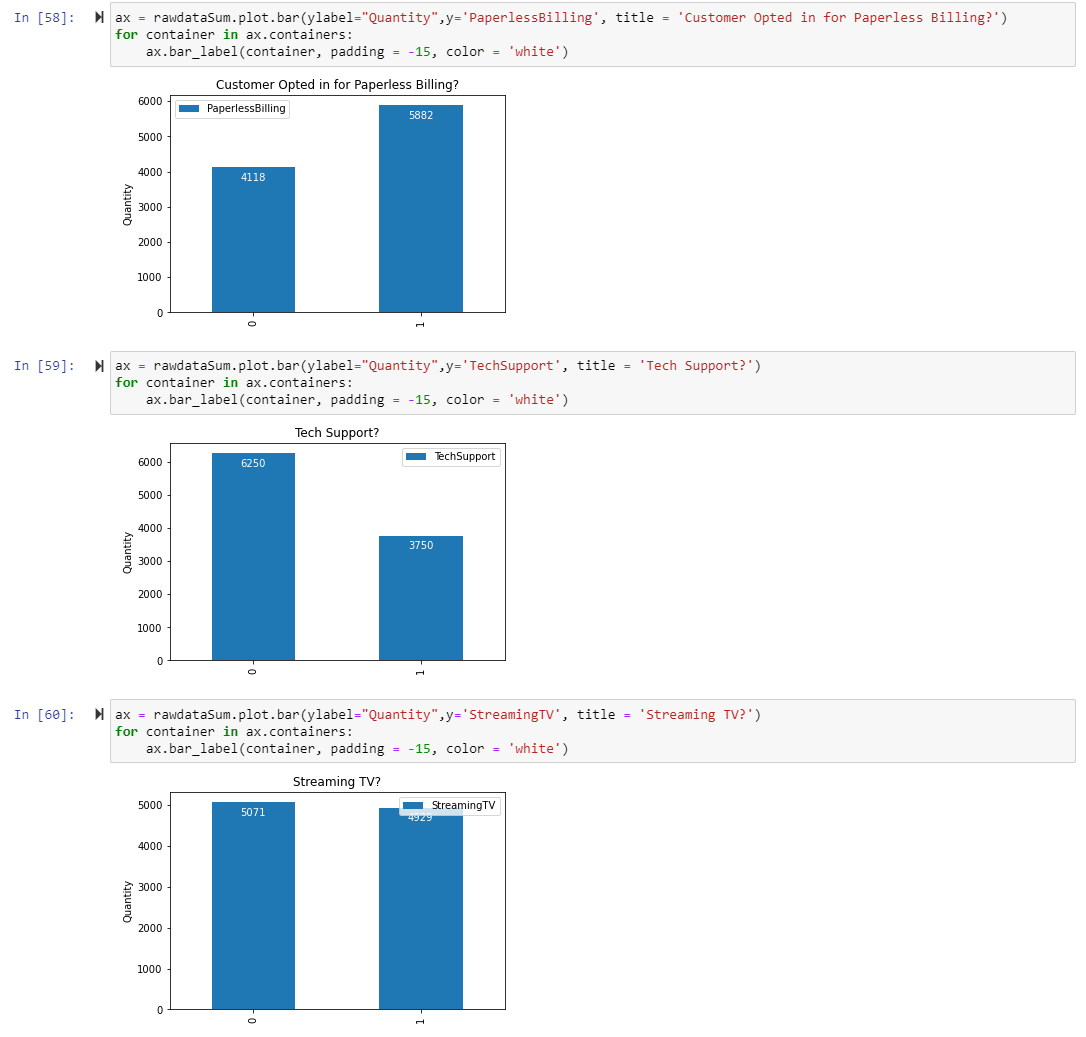 In [58]:
ax = rawdataSum.plot.bar(ylabel="Quantity",y='PaperlessBilling', title = 'Customer Opted in for Paperless Billing?')
for container in ax.containers:
    ax.bar_label(container, padding = -15, color = 'white')
Customer Opted in for Paperless Billing?
PaperlessBilling
Quantity
6000
5000
4000
3000
2000
1000
0
4118
5882
0
1
In [59]:
ax = rawdataSum.plot.bar(ylabel="Quantity",y='TechSupport', title = 'Tech Support?')
for container in ax.containers:
    ax.bar_label(container, padding = -15, color = 'white')
Tech Support?
TechSupport
Quantity
6000
5000
4000
3000
2000
1000
0
6250
3750
0
1
In [60]:
ax = rawdataSum.plot.bar(ylabel="Quantity",y='StreamingTV', title = 'Streaming TV?')
for container in ax.containers:
    ax.bar_label(container, padding = -15, color = 'white')
Streaming TV?
StreamingTV
Quantity
5000
4000
3000
2000
1000
0
5071
4929
0
1